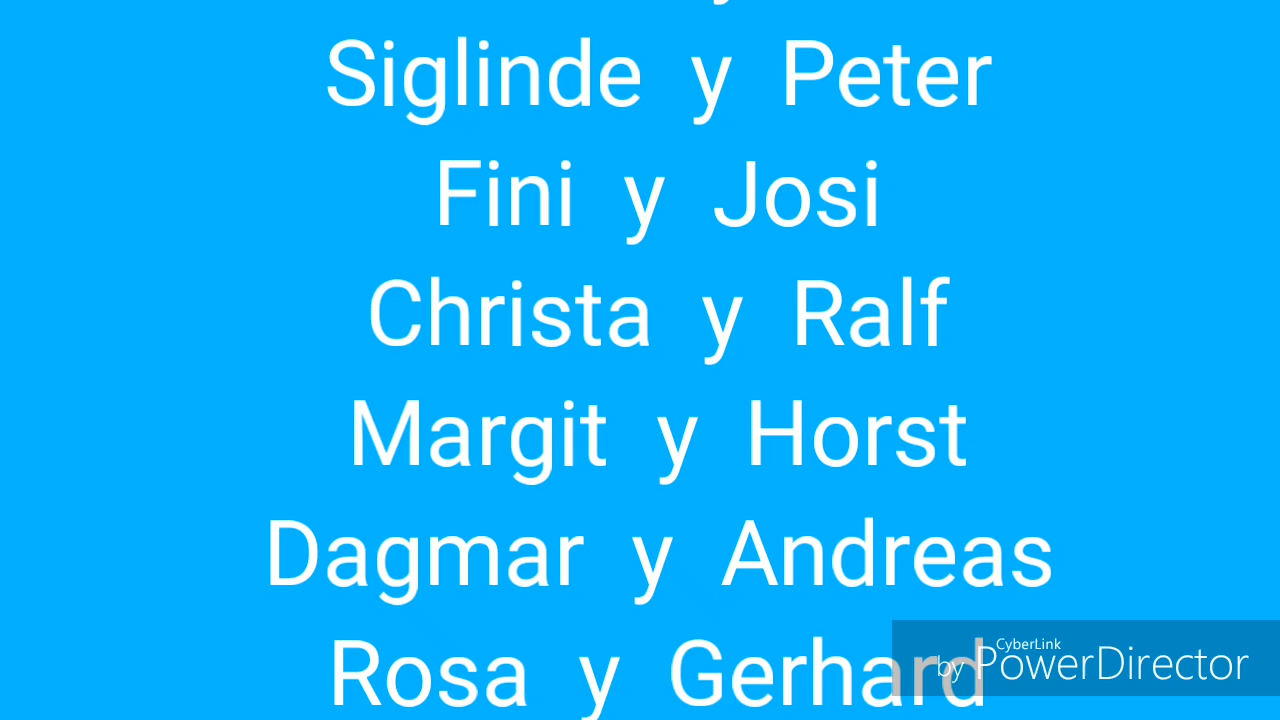 Siglinde y Peter
Fini y Josi
Christa y Ralf
Margit y Horst
Dagmar y Andreas
Rosa y Gerhard
CyberLink
by PowerDirector